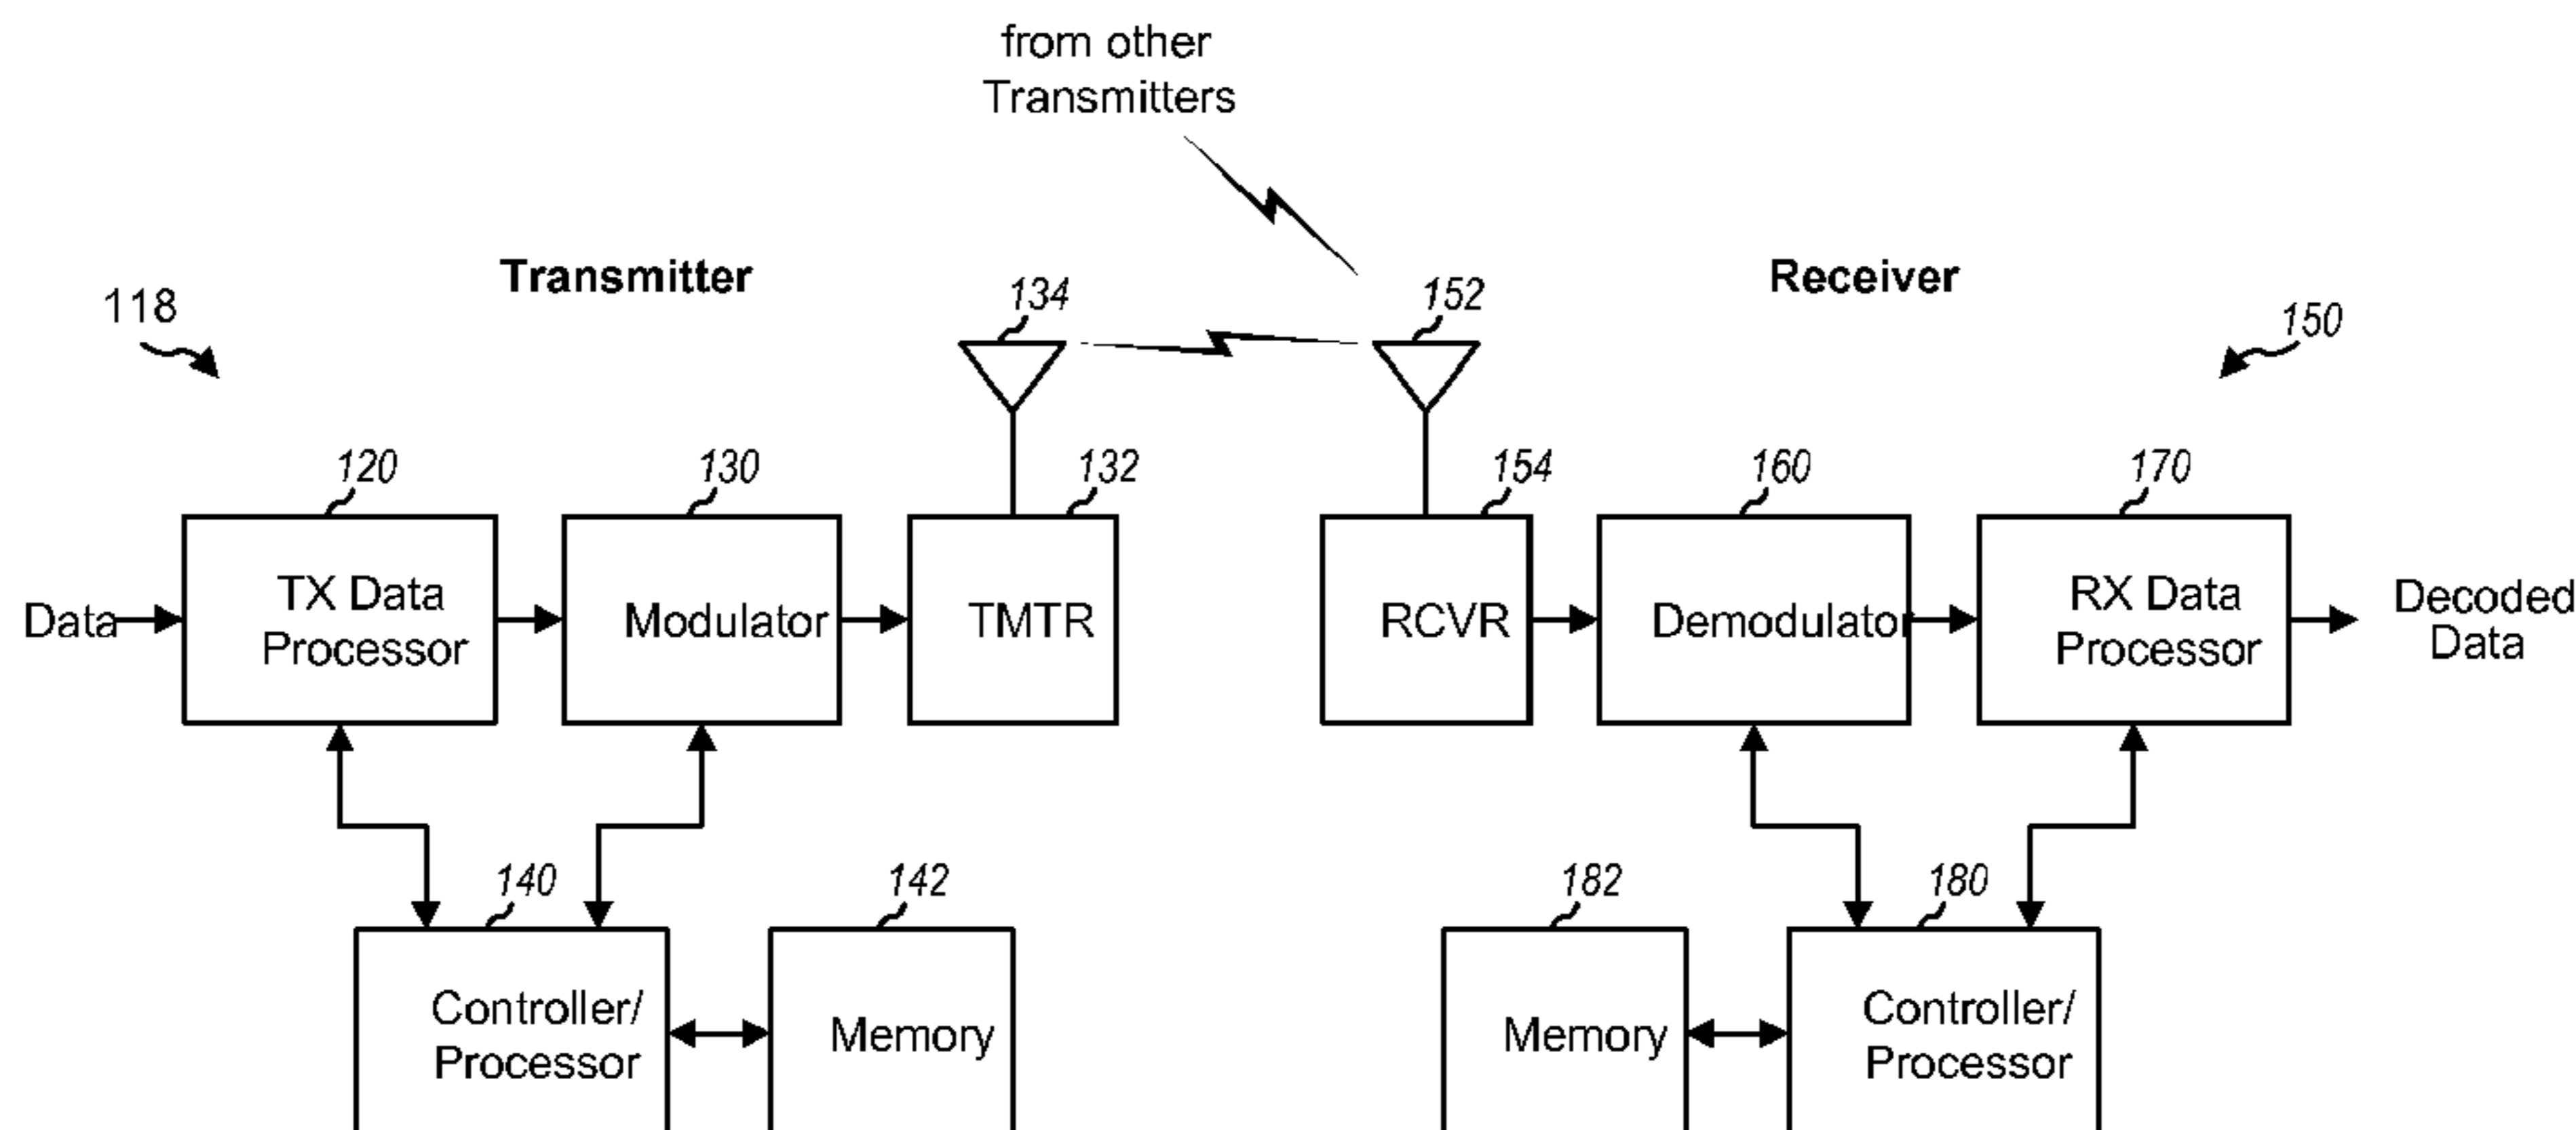 from other
Transmitters
Transmitter
Receiver
118
134
152
150
120
130
132
154
160
170
Data
TX Data
Processor
Modulator
TMTR
RCVR
Demodulator
RX Data
Processor
Decoded
Data
140
142
182
180
Controller/
Processor
Memory
Memory
Controller/
Processor